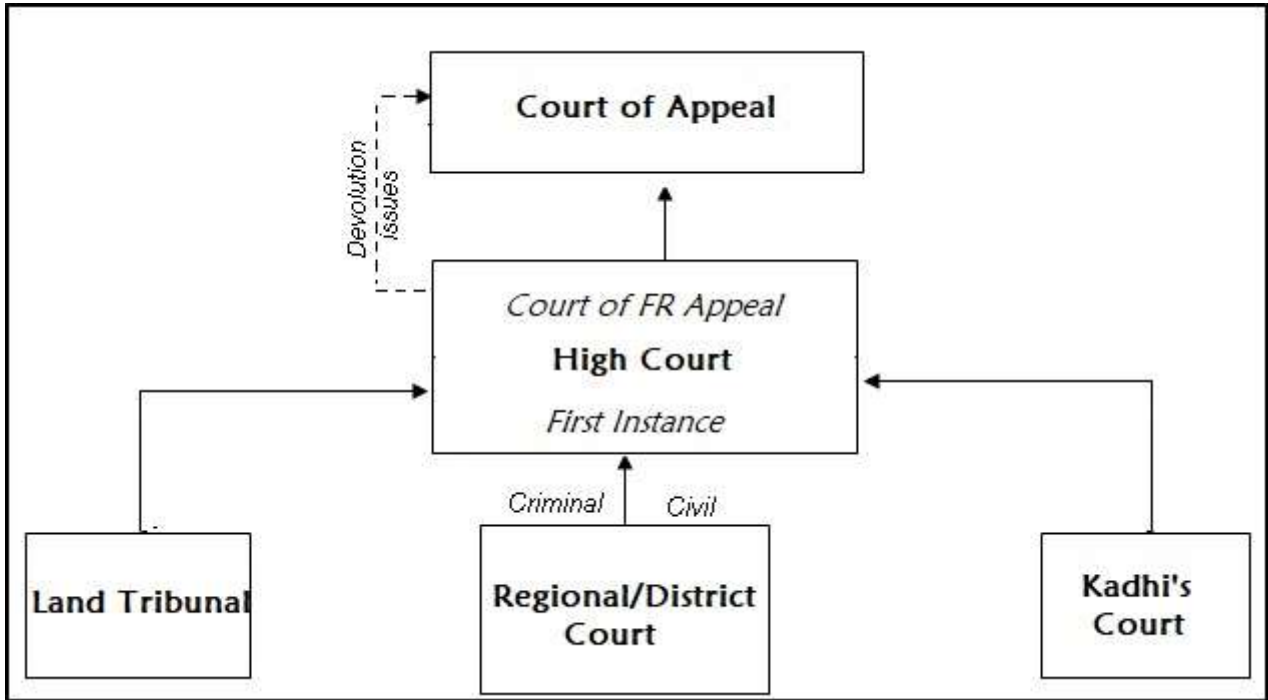 Court of Appeal
Devolution
issues
Court of FR Appeal
High Court
First Instance
Criminal
Civil
Land Tribunal
Regional/District
Court
Kadhi's
Court